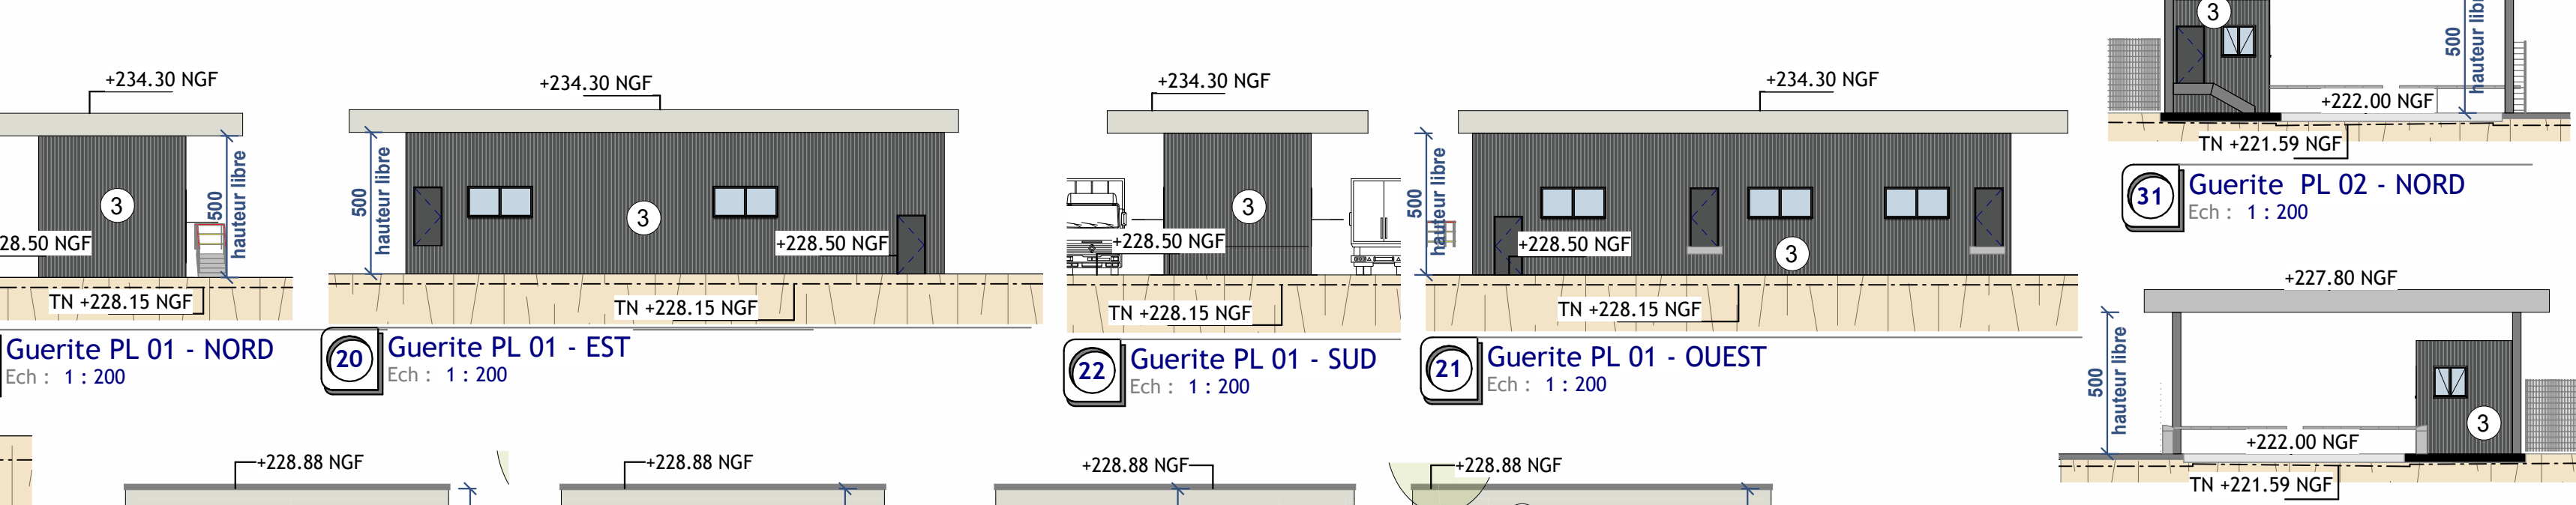 +234.30 NGF
3
500
hauteur libre
28.50 NGF
TN +228.15 NGF
Guerite PL 01 - NORD
Ech : 1 : 200
+234.30 NGF
500
hauteur libre
3
+228.50 NGF
TN +228.15 NGF
20
Guerite PL 01 - EST
Ech : 1 : 200
+234.30 NGF
3
+228.50 NGF
TN +228.15 NGF
22
Guerite PL 01 - SUD
Ech : 1 : 200
+234.30 NGF
500
hauteur libre
+228.50 NGF
3
TN +228.15 NGF
21
Guerite PL 01 - OUEST
Ech : 1 : 200
3
500
hauteur lib
+222.00 NGF
TN +221.59 NGF
31
Guerite PL 02 - NORD
Ech : 1 : 200
+227.80 NGF
500
hauteur libre
3
+222.00 NGF
TN +221.59 NGF
+228.88 NGF
+228.88 NGF
+228.88 NGF
+228.88 NGF